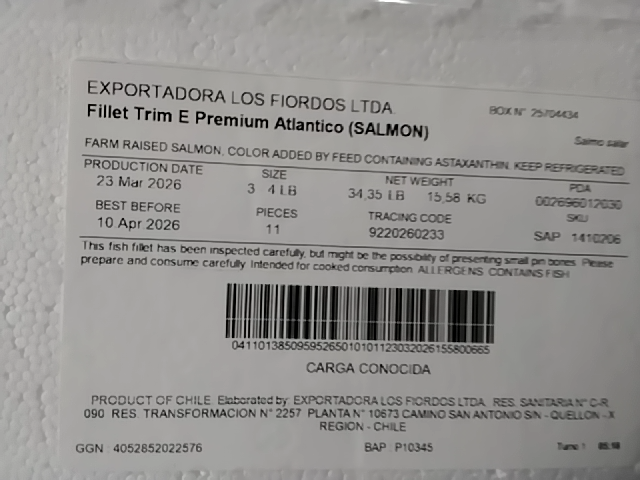 EXPORTADORA LOS FIORDOS LTDA.
BOX N° 25704434
Fillet Trim E Premium Atlantico (SALMON)
Salmo salar
FARM RAISED SALMON, COLOR ADDED BY FEED CONTAINING ASTAXANTHIN. KEEP REFRIGERATED
PRODUCTION DATE SIZE NET WEIGHT PDA
23 Mar 2026 3 4 LB 34,35 LB 15,58 KG 002696012030
BEST BEFORE PIECES TRACING CODE SKU
10 Apr 2026 11 9220260233 SAP 1410206
This fish fillet has been inspected carefully, but might be the possibility of presenting small pin bones. Please
prepare and consume carefully. Intended for cooked consumption. ALLERGENS: CONTAINS FISH
04110138509595265010101123032026155800665
CARGA CONOCIDA
PRODUCT OF CHILE. Elaborated by: EXPORTADORA LOS FIORDOS LTDA. RES. SANITARIA N° C-R
090 RES. TRANSFORMACION N° 2257 PLANTA N° 10673 CAMINO SAN ANTONIO S/N - QUELLON - X
REGION - CHILE
GGN : 4052852022576 BAP : P10345 Turno 1